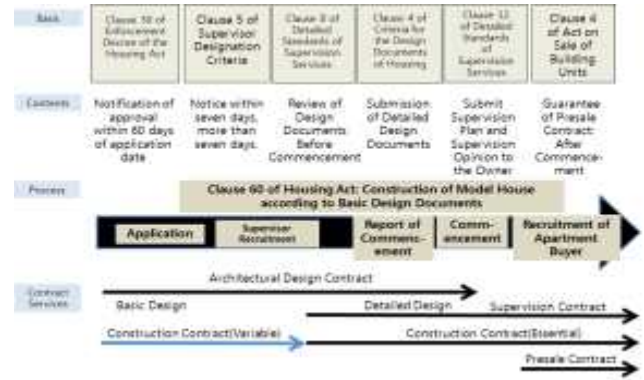 Basis
Clause 30 of
Enforcement
Decree of the
Housing Act
Clause 5 of
Supervisor
Designation
Criteria
Clause 8 of
Detailed
Standards of
Supervision
Services
Clause 4 of
Criteria for
the Design
Documents
of Housing
Clause 12
of Detailed
Standards
of
Supervision
Services
Clause 6
of Act on
Sale of
Building
Units
Contents
Notification of
approval
within 60 days
of application
date
Notice within
seven days,
more than
seven days.
Review of
Design
Documents
Before
Commencement
Submission
of Detailed
Design
Documents
Submit
Supervision
Plan and
Supervision
Opinion to
the Owner
Guarantee
of Presale
Contract:
After
Commence-
ment
Process
Clause 60 of Housing Act: Construction of Model House
according to Basic Design Documents
Application
Supervisor
Recruitment
Report of
Commenc-
ement
Comm-
encement
Recruitment of
Apartment
Buyer
Contract
Services
Architectural Design Contract
Basic Design
Detailed Design
Supervision Contract
Construction Contract(Variable)
Construction Contract(Essential)
Presale Contract